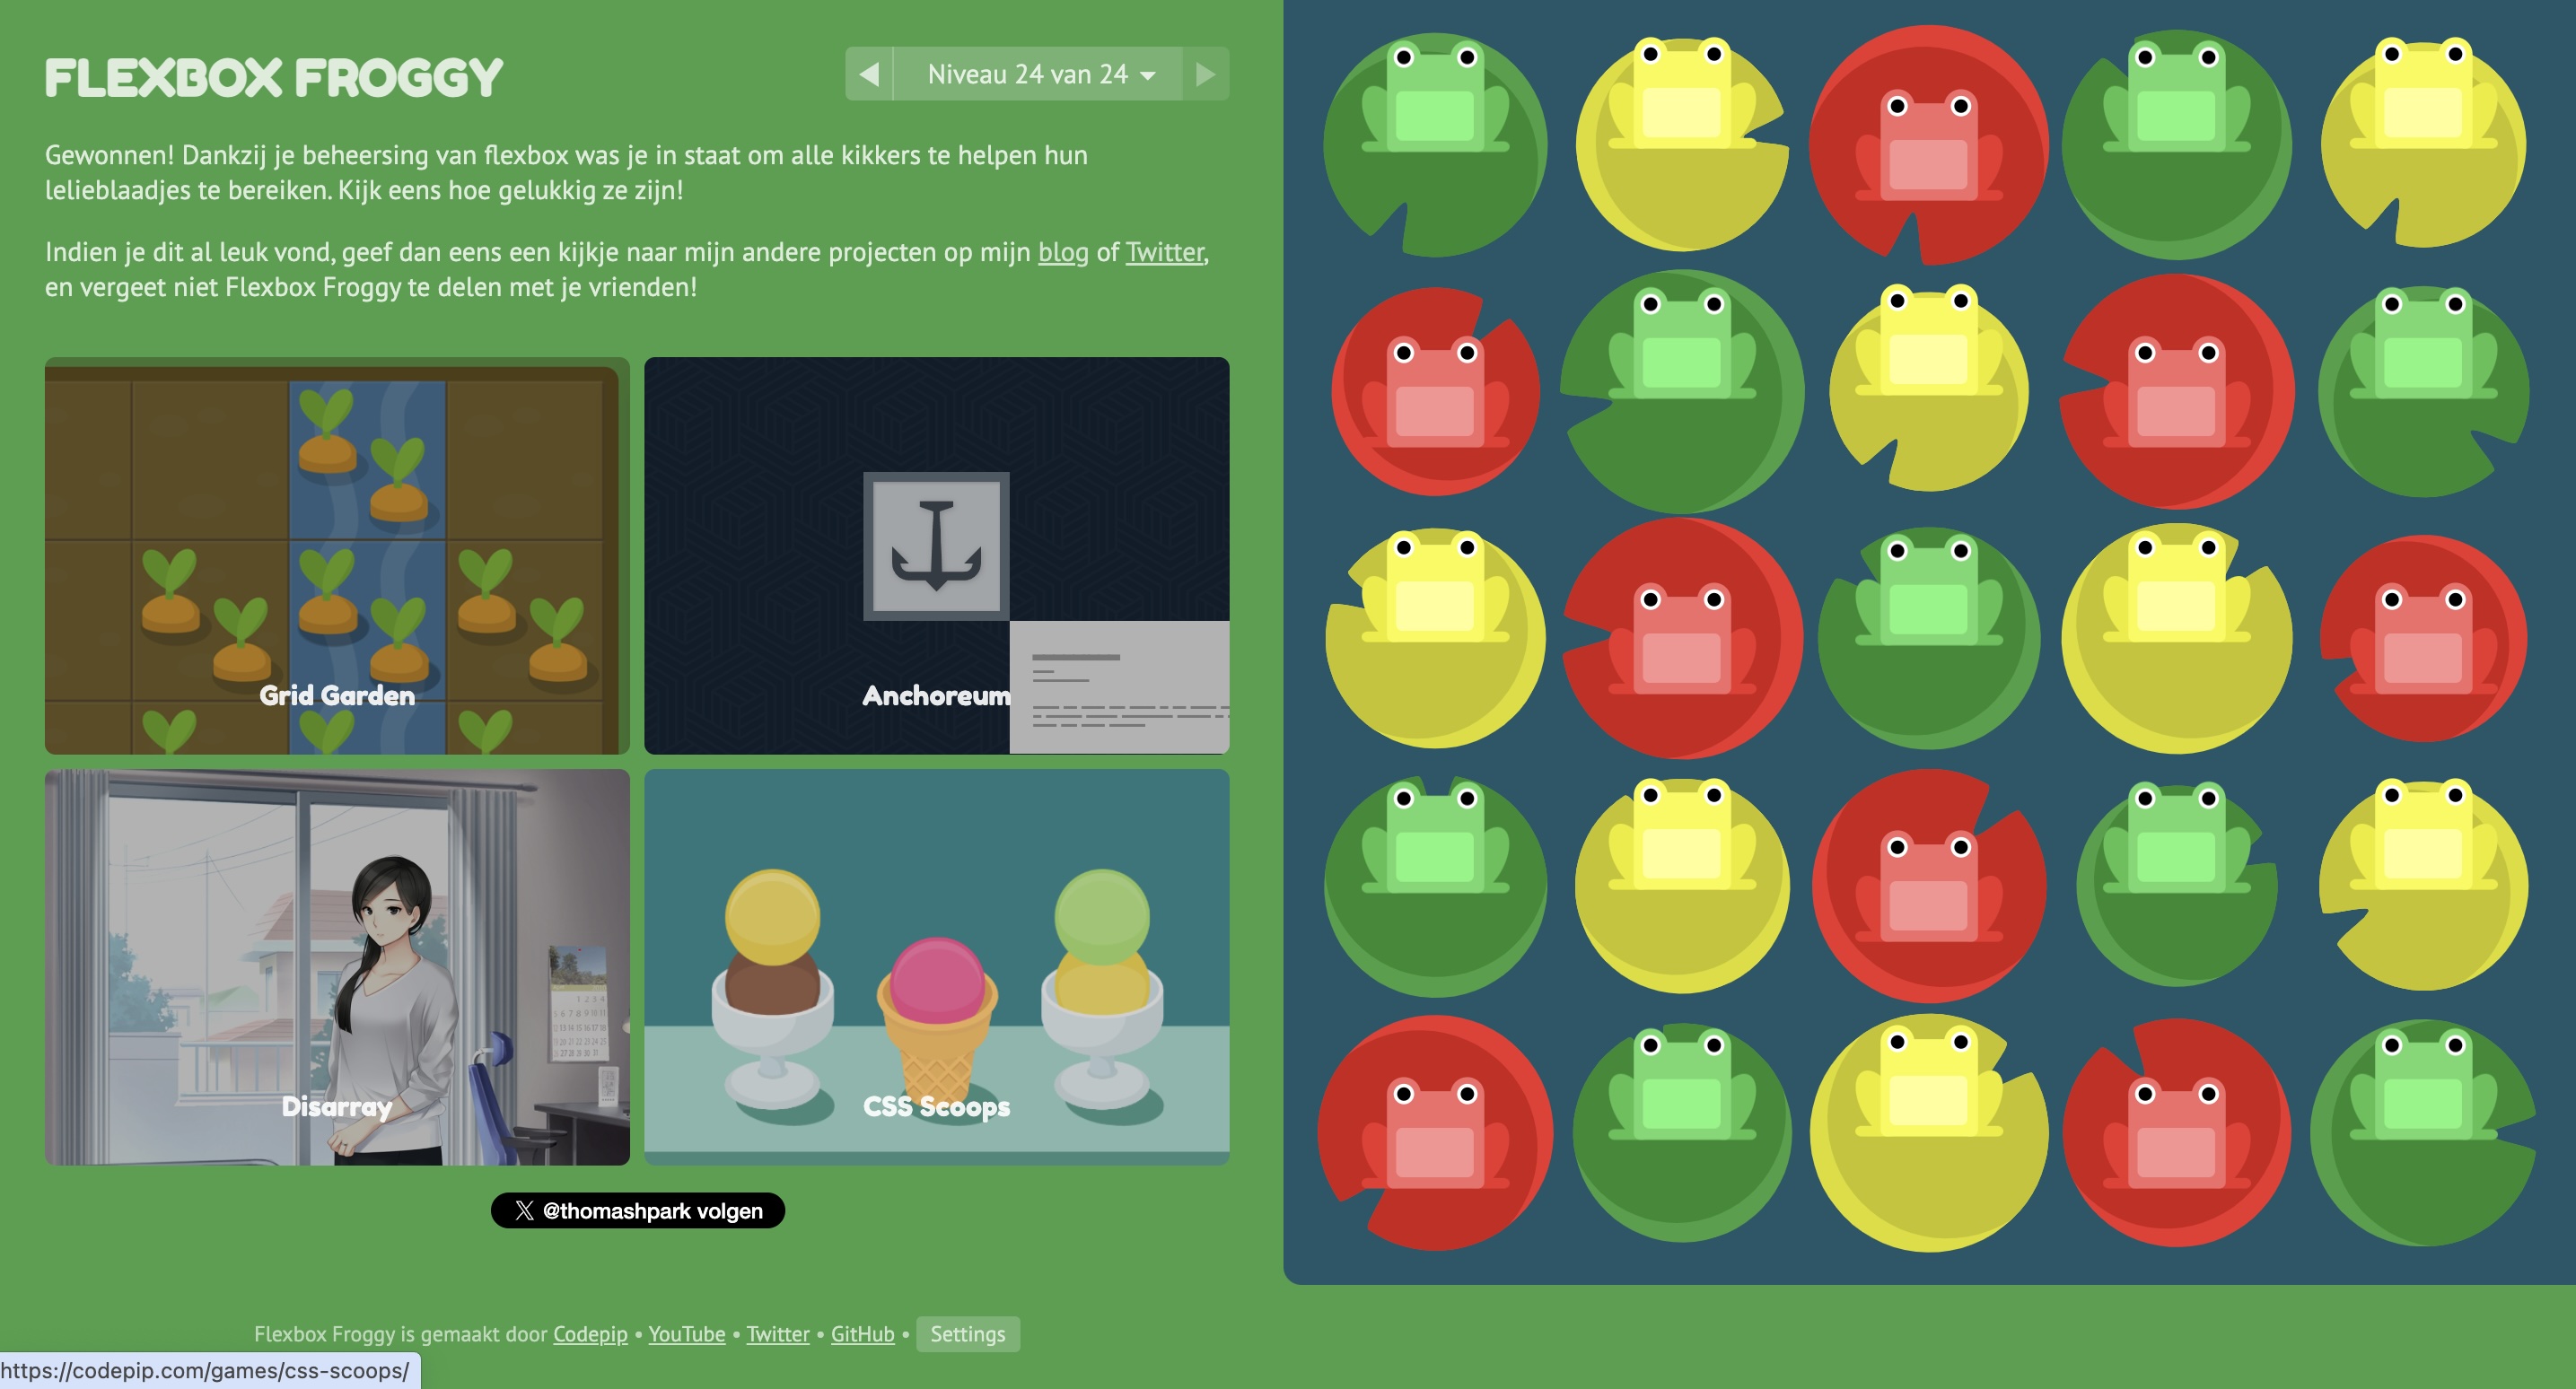 FLEXBOX FROGGY
Niveau 24 van 24
Gewonnen! Dankzij je beheersing van flexbox was je in staat om alle kikkers te helpen hun
lelieblaadjes te bereiken. Kijk eens hoe gelukkig ze zijn!
Indien je dit al leuk vond, geef dan eens een kijkje naar mijn andere projecten op mijn blog of Twitter,
en vergeet niet Flexbox Froggy te delen met je vrienden!
Grid Garden
Anchoreum
Disarray
CSS Scoops
@thomashpark volgen
Flexbox Froggy is gemaakt door Codepip • YouTube • Twitter • GitHub • Settings
https://codepip.com/games/css-scoops/